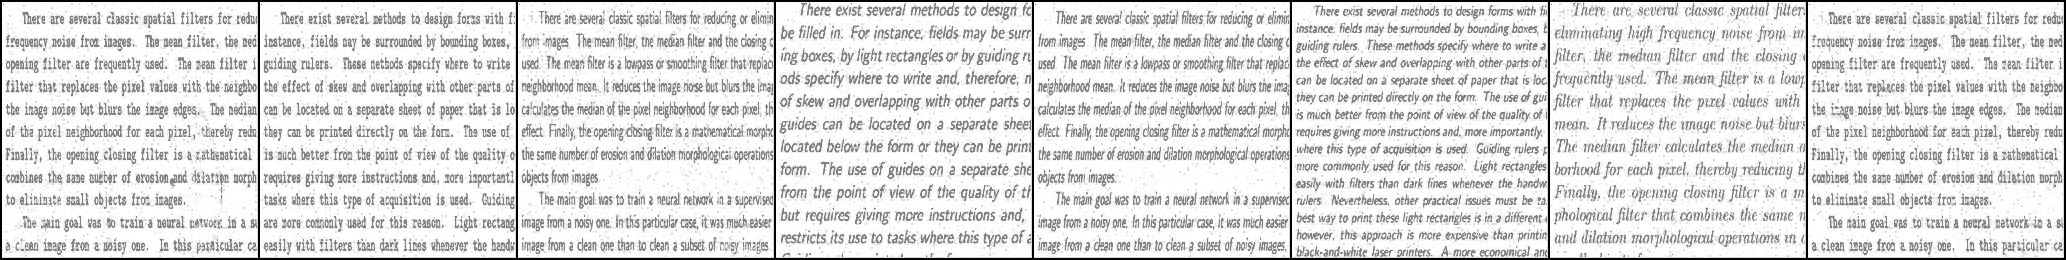 There are several classic spatial filters for redu
frequency noise from images. The mean filter, the med
opening filter are frequently used. The mean filter i
filter that replaces the pixel values with the neighbo
the image noise but blurs the image edges. The median
of the pixel neighborhood for each pixel, thereby redu
Finally, the opening closing filter is a mathematical
combines the same number of erosion and dilation morph
to eliminate small objects from images.
The main goal was to train a neural network in a su
a clean image from a noisy one. In this particular ca
There exist several methods to design forms with f
instance, fields may be surrounded by bounding boxes,
guiding rulers. These methods specify where to write
the effect of skew and overlapping with other parts of
can be located on a separate sheet of paper that is lo
they can be printed directly on the form. The use of
is much better from the point of view of the quality o
requires giving more instructions and, more importantl
tasks where this type of acquisition is used. Guiding
are more commonly used for this reason. Light rectang
easily with filters than dark lines whenever the handw
There are several classic spatial filters for reducing or elimin
from images. The mean filter, the median filter and the closing o
used. The mean filter is a lowpass or smoothing filter that replac
neighborhood mean. It reduces the image noise but blurs the imag
calculates the median of the pixel neighborhood for each pixel, th
effect. Finally, the opening closing filter is a mathematical morpho
the same number of erosion and dilation morphological operations
objects from images.
The main goal was to train a neural network in a supervised
image from a noisy one. In this particular case, it was much easier
image from a clean one than to clean a subset of noisy images.
There exist several methods to design fo
be filled in. For instance, fields may be surr
ing boxes, by light rectangles or by guiding ru
ods specify where to write and, therefore, m
of skew and overlapping with other parts o
guides can be located on a separate sheet
located below the form or they can be print
form. The use of guides on a separate she
from the point of view of the quality of th
but requires giving more instructions and,
restricts its use to tasks where this type of a
There are several classic spatial filters for reducing or elimin
from images. The mean filter, the median filter and the closing o
used. The mean filter is a lowpass or smoothing filter that replac
neighborhood mean. It reduces the image noise but blurs the imag
calculates the median of the pixel neighborhood for each pixel, th
effect. Finally, the opening closing filter is a mathematical morpho
the same number of erosion and dilation morphological operations
objects from images.
The main goal was to train a neural network in a supervised
image from a noisy one. In this particular case, it was much easier
image from a clean one than to clean a subset of noisy images.
There exist several methods to design forms with fi
instance, fields may be surrounded by bounding boxes, b
guiding rulers. These methods specify where to write a
the effect of skew and overlapping with other parts of t
can be located on a separate sheet of paper that is loc
they can be printed directly on the form. The use of gui
is much better from the point of view of the quality of t
requires giving more instructions and, more importantly,
where this type of acquisition is used. Guiding rulers p
more commonly used for this reason. Light rectangles
easily with filters than dark lines whenever the handw
rulers. Nevertheless, other practical issues must be ta
best way to print these light rectangles is in a different
however, this approach is more expensive than printin
black-and-white laser printers. A more economical and
There are several classic spatial filters
eliminating high frequency noise from im
filter, the median filter and the closing
frequently used. The mean filter is a lowp
filter that replaces the pixel values with
mean. It reduces the image noise but blurs
The median filter calculates the median o
borhood for each pixel, thereby reducing th
Finally, the opening closing filter is a m
phological filter that combines the same n
and dilation morphological operations in o
There are several classic spatial filters for redu
frequency noise from images. The mean filter, the med
opening filter are frequently used. The mean filter i
filter that replaces the pixel values with the neighbo
the image noise but blurs the image edges. The median
of the pixel neighborhood for each pixel, thereby redu
Finally, the opening closing filter is a mathematical
combines the same number of erosion and dilation morph
to eliminate small objects from images.
The main goal was to train a neural network in a su
a clean image from a noisy one. In this particular ca